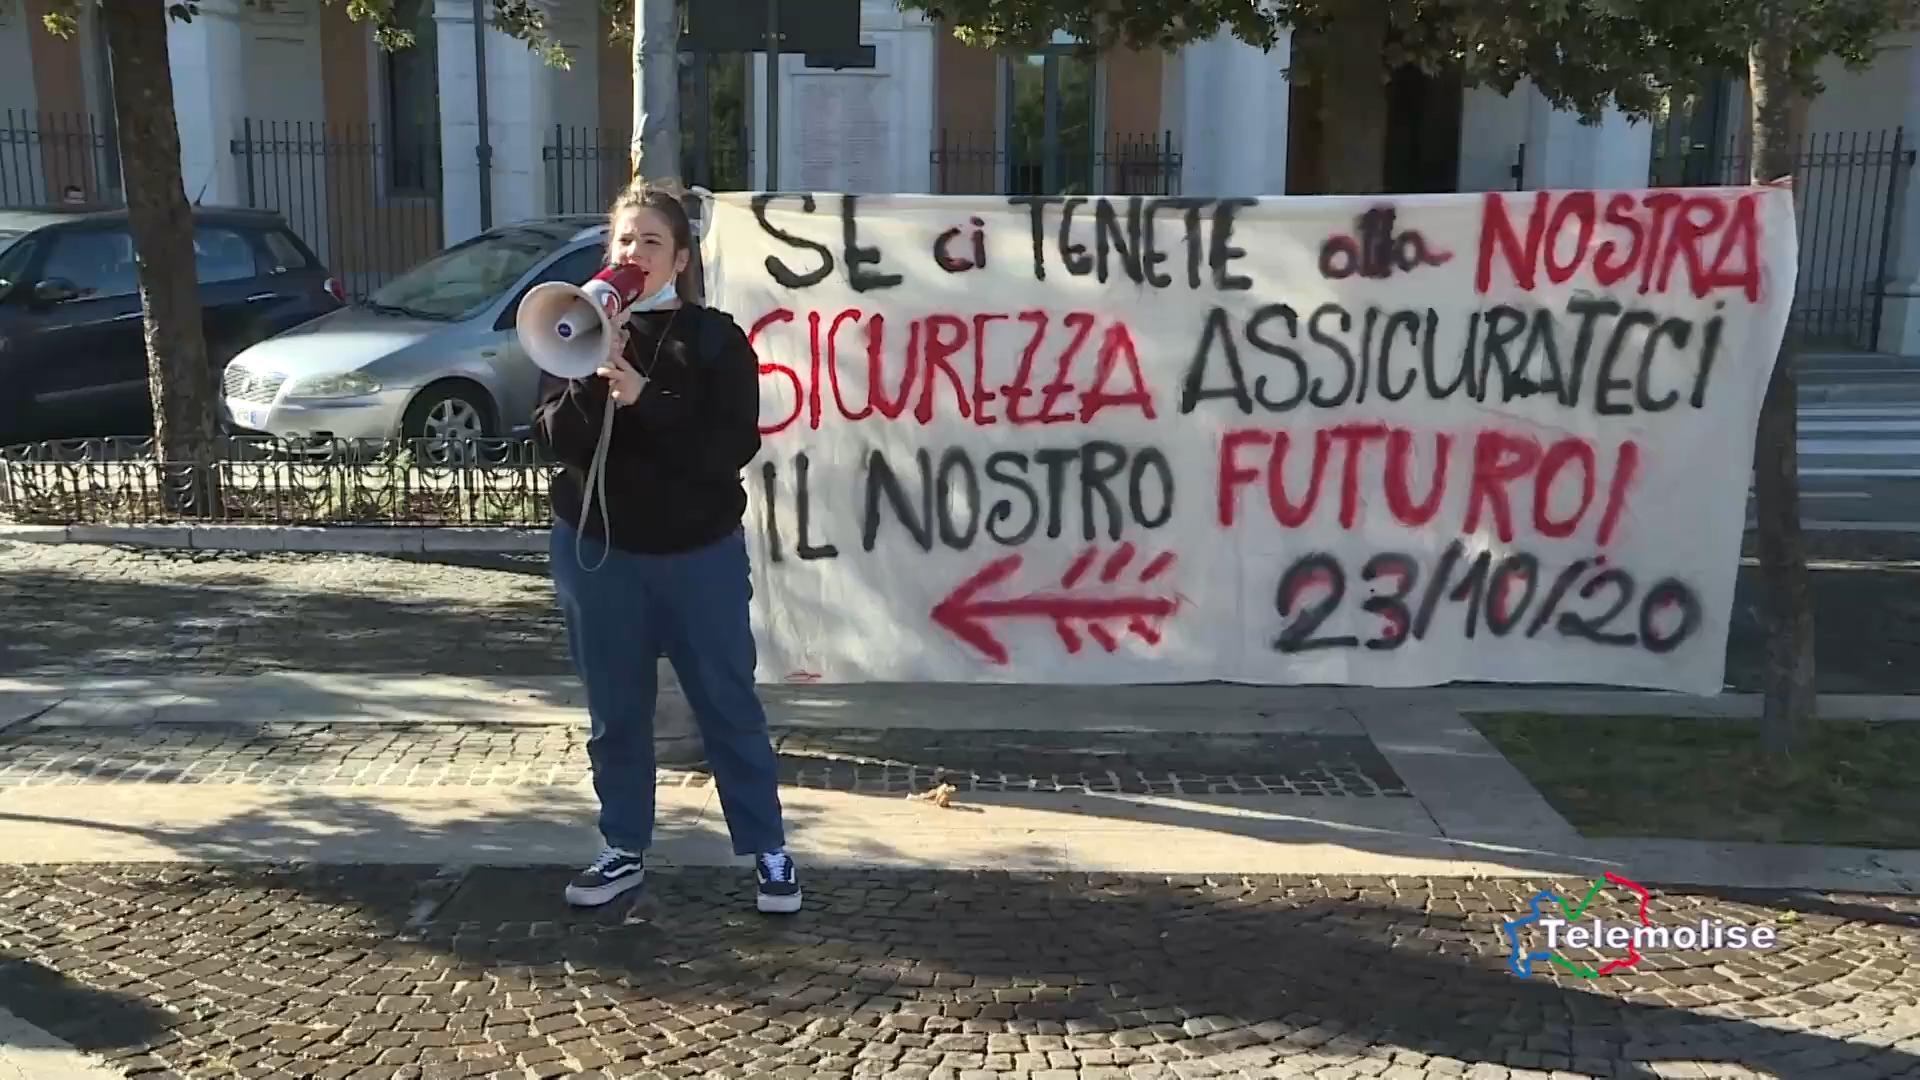 SE ci TENETE alla NOSTRA
SICUREZZA ASSICURATECI
IL NOSTRO FUTURO!
23/10/20
Telemolise